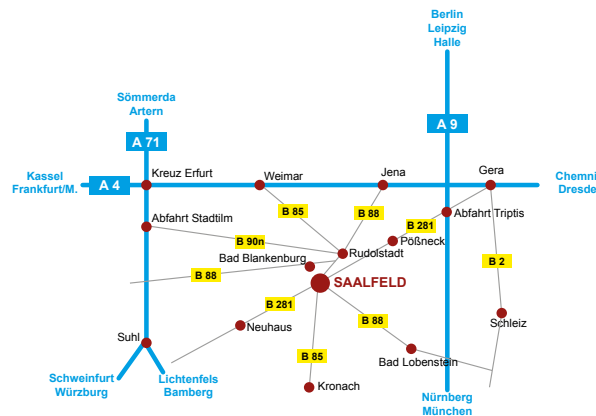 Berlin
Leipzig
Halle
Sömmerda
Artern
A 71
A 9
Kassel
Frankfurt/M.
A 4
Kreuz Erfurt
Weimar
Jena
Gera
Chemni
Dresde
B 85
B 88
B 281
Abfahrt Triptis
Abfahrt Stadtilm
B 90n
Pößneck
Rudolstadt
Bad Blankenburg
B 2
B 88
SAALFELD
B 281
Neuhaus
B 88
Schleiz
Suhl
B 85
Bad Lobenstein
Schweinfurt
Würzburg
Lichtenfels
Bamberg
Kronach
Nürnberg
München